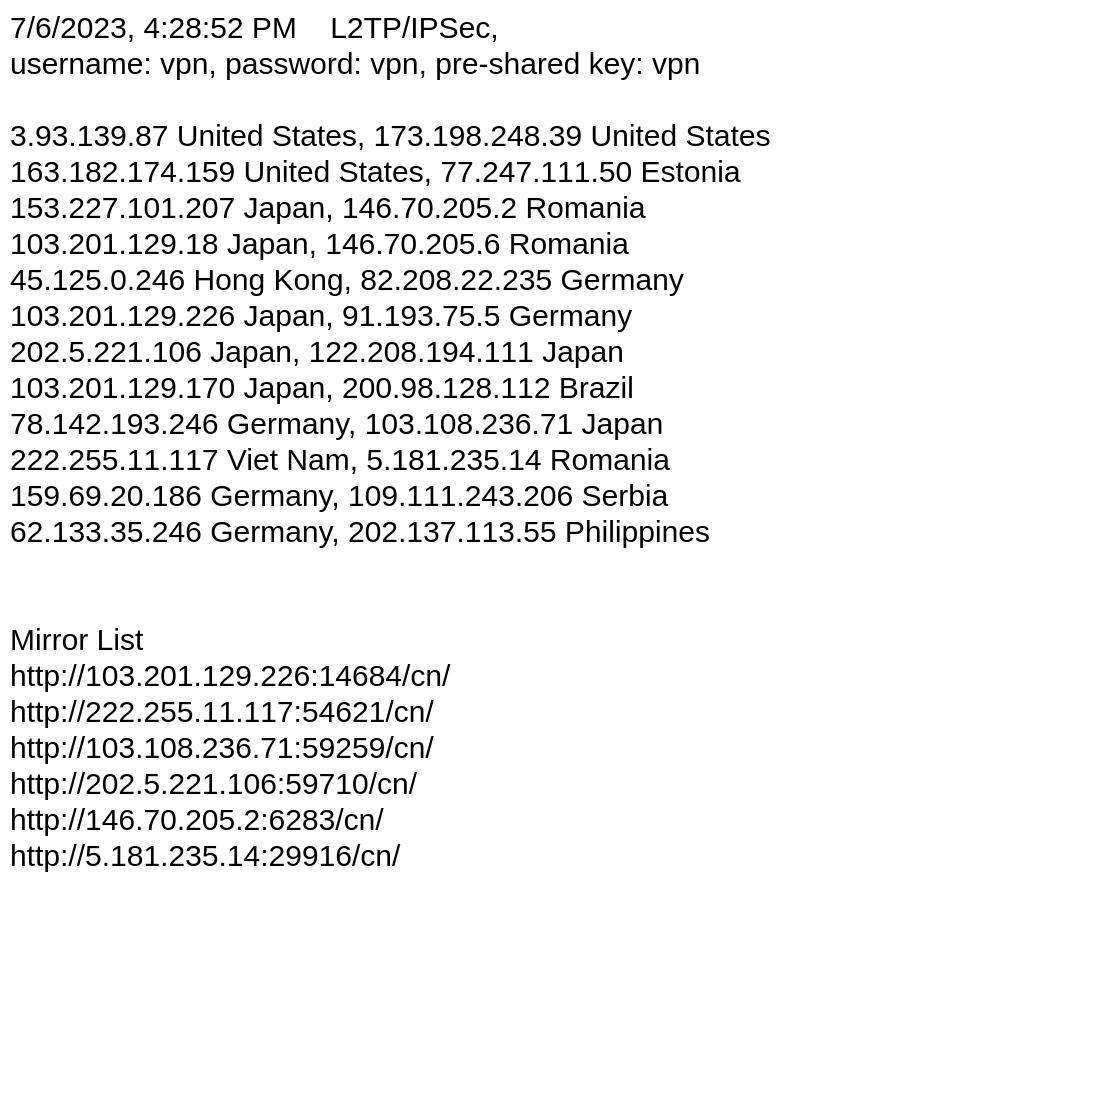 7/6/2023, 4:28:52 PM    L2TP/IPSec,
username: vpn, password: vpn, pre-shared key: vpn
3.93.139.87 United States, 173.198.248.39 United States
163.182.174.159 United States, 77.247.111.50 Estonia
153.227.101.207 Japan, 146.70.205.2 Romania
103.201.129.18 Japan, 146.70.205.6 Romania
45.125.0.246 Hong Kong, 82.208.22.235 Germany
103.201.129.226 Japan, 91.193.75.5 Germany
202.5.221.106 Japan, 122.208.194.111 Japan
103.201.129.170 Japan, 200.98.128.112 Brazil
78.142.193.246 Germany, 103.108.236.71 Japan
222.255.11.117 Viet Nam, 5.181.235.14 Romania
159.69.20.186 Germany, 109.111.243.206 Serbia
62.133.35.246 Germany, 202.137.113.55 Philippines
Mirror List
http://103.201.129.226:14684/cn/
http://222.255.11.117:54621/cn/
http://103.108.236.71:59259/cn/
http://202.5.221.106:59710/cn/
http://146.70.205.2:6283/cn/
http://5.181.235.14:29916/cn/